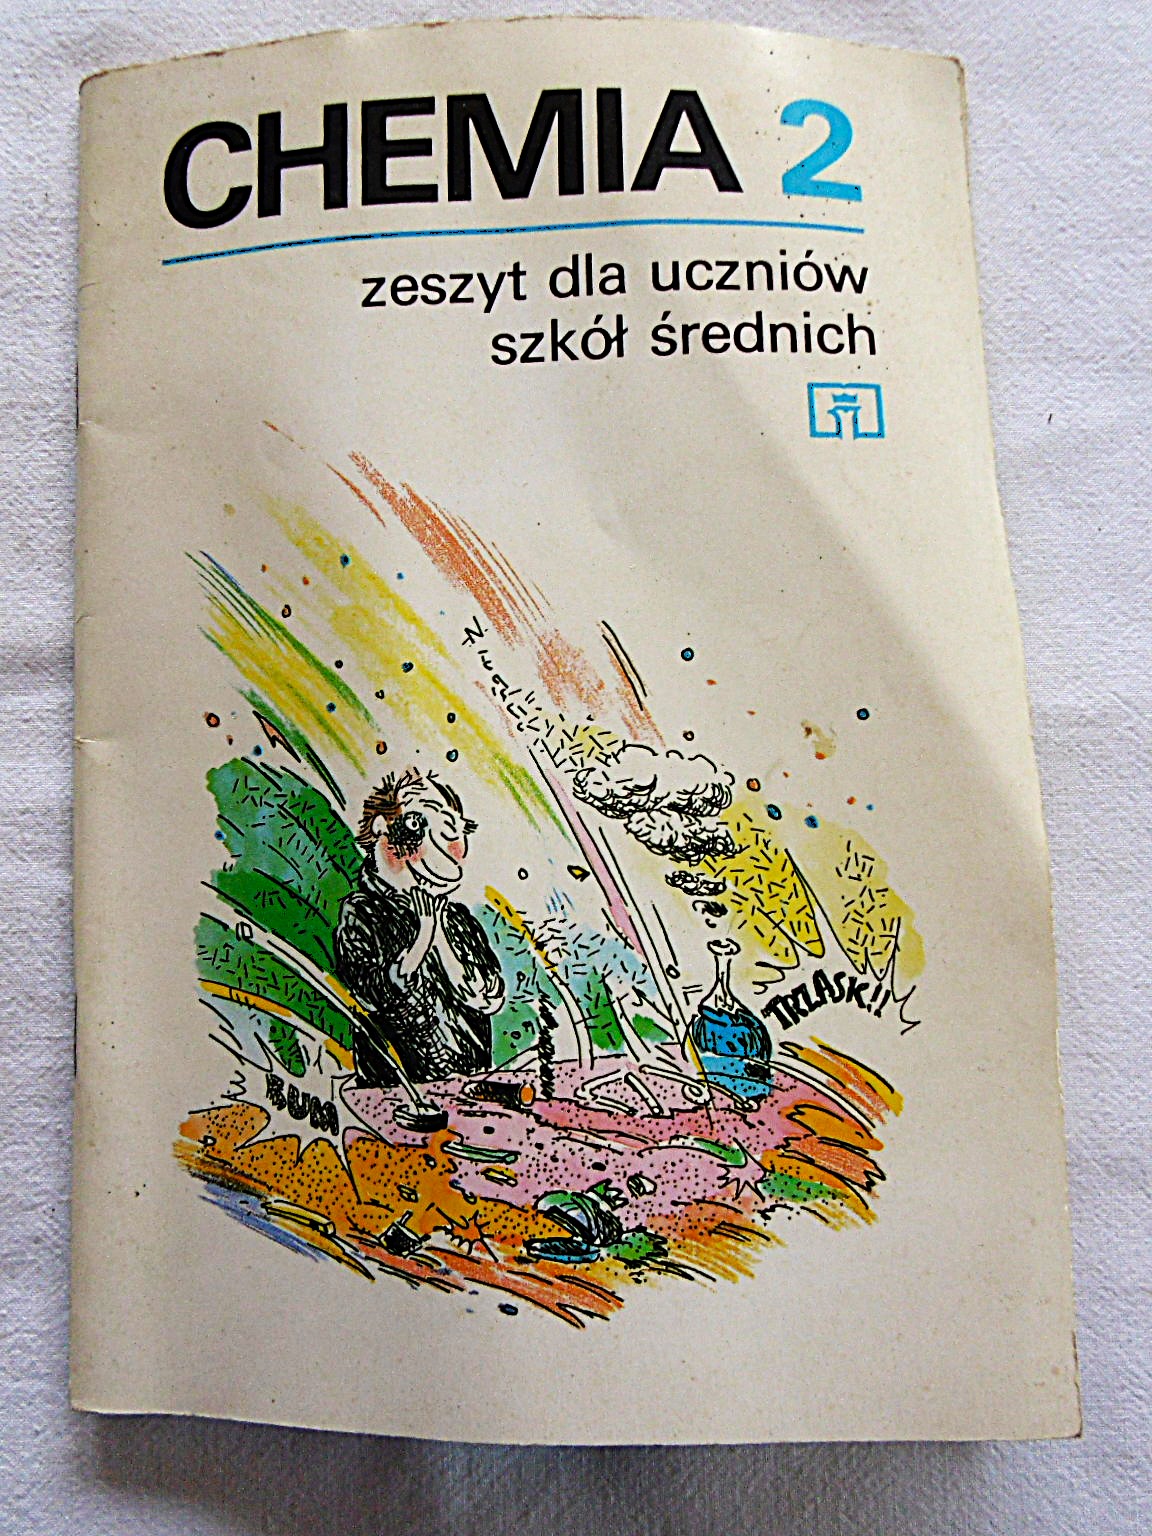 CHEMIA 2
zeszyt dla uczniów
szkół średnich
TRZASK!!
BUM